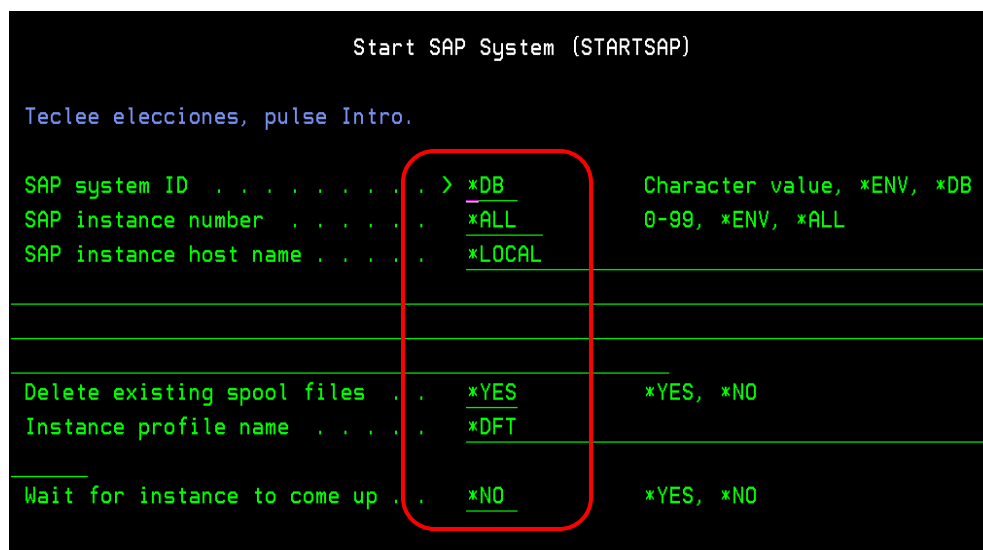 Start SAP System (STARTSAP)
Teclee elecciones, pulse Intro.
SAP system ID . . . . . . . . . > *DB Character value, *ENV, *DB
SAP instance number . . . . . . *ALL 0-99, *ENV, *ALL
SAP instance host name . . . . . *LOCAL
Delete existing spool files . . *YES *YES, *NO
Instance profile name . . . . . *DFT
Wait for instance to come up . . *NO *YES, *NO